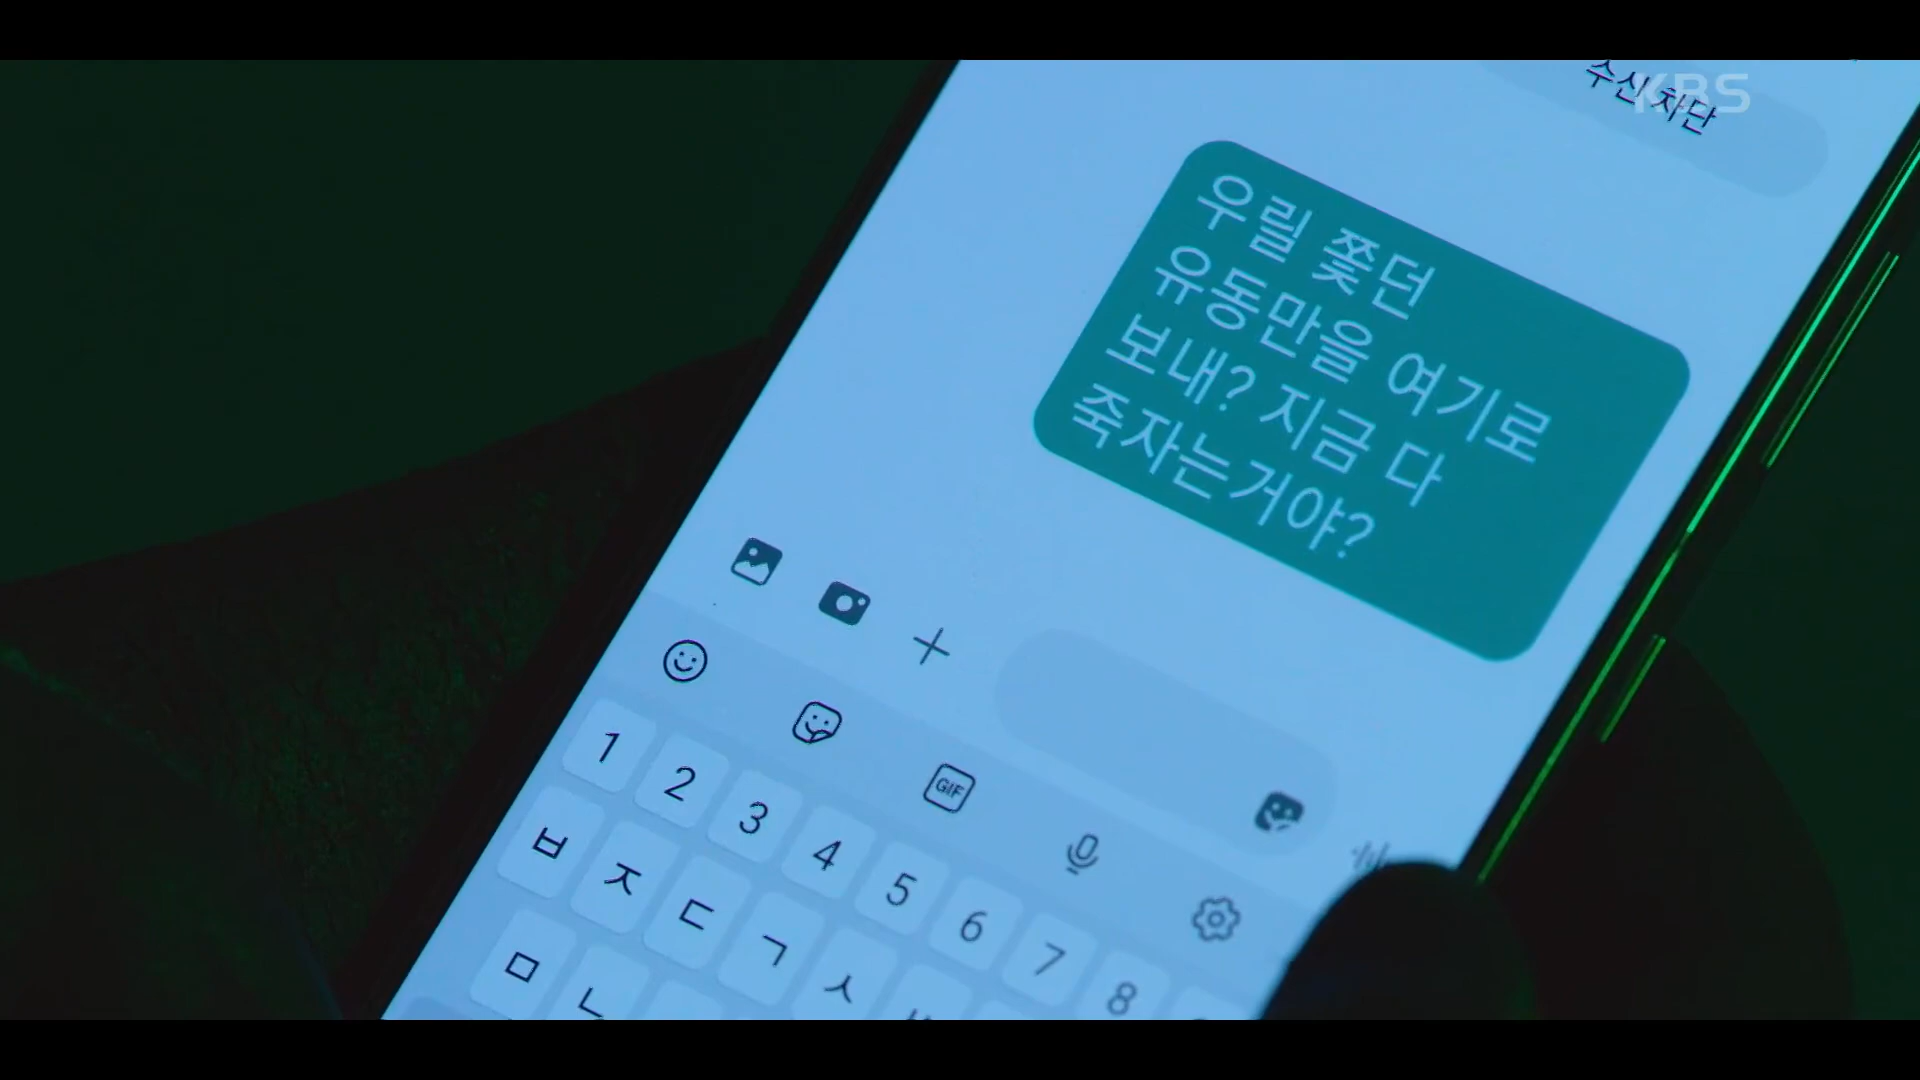 수신 차단
KBS
우릴 쫓던
유동만을 여기로
보내? 지금 다
죽자는거야?
GIF
1 2 3 4 5 6 7 8
ㅂ ㅈ ㄷ ㄱ ㅅ
ㅁ ㄴ